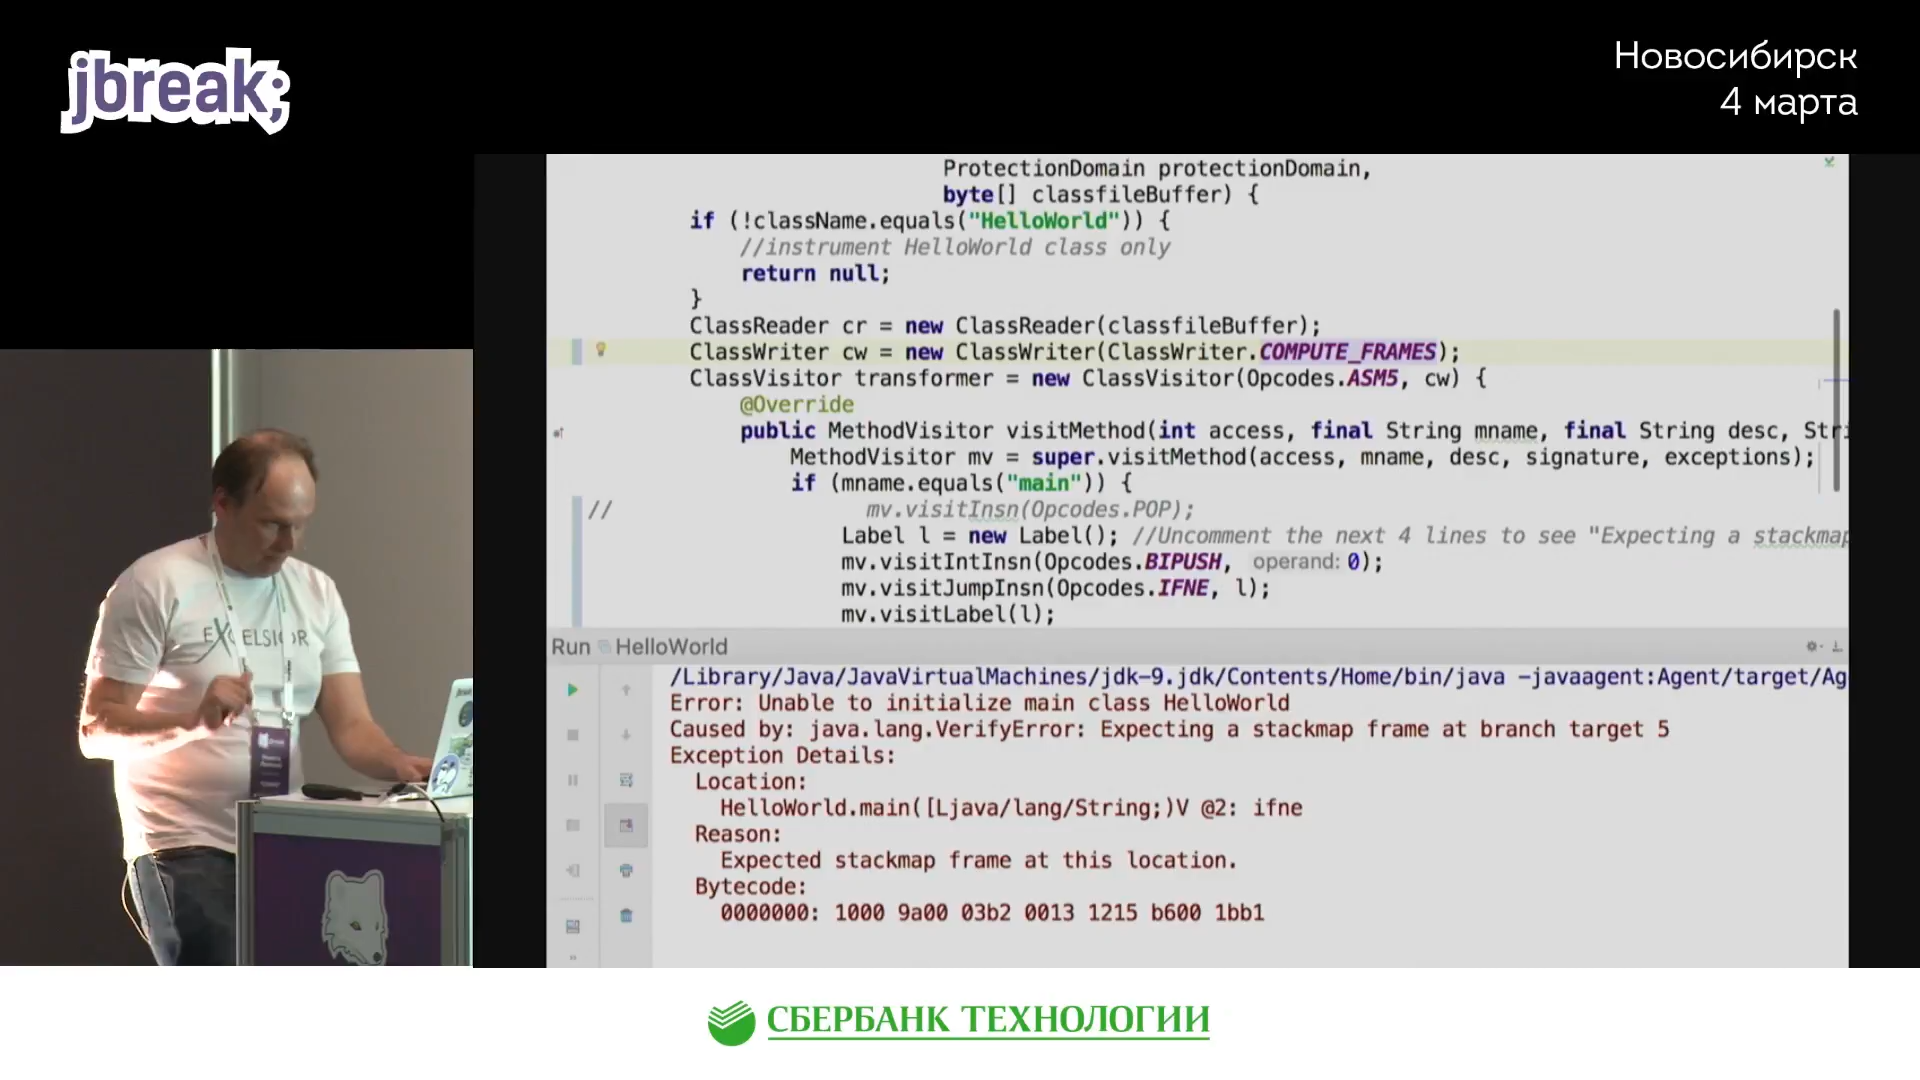 jbreak;
Новосибирск
4 марта
ProtectionDomain protectionDomain,
byte[] classfileBuffer) {
if (!className.equals("HelloWorld")) {
//instrument HelloWorld class only
return null;
}
ClassReader cr = new ClassReader(classfileBuffer);
ClassWriter cw = new ClassWriter(ClassWriter.COMPUTE_FRAMES);
ClassVisitor transformer = new ClassVisitor(Opcodes.ASM5, cw) {
@Override
public MethodVisitor visitMethod(int access, final String mname, final String desc, Stri
MethodVisitor mv = super.visitMethod(access, mname, desc, signature, exceptions);
if (mname.equals("main")) {
// mv.visitInsn(Opcodes.POP);
Label l = new Label(); //Uncomment the next 4 lines to see "Expecting a stackmap
mv.visitIntInsn(Opcodes.BIPUSH, operand: 0);
mv.visitJumpInsn(Opcodes.IFNE, l);
mv.visitLabel(l);
Run HelloWorld
/Library/Java/JavaVirtualMachines/jdk-9.jdk/Contents/Home/bin/java -javaagent:Agent/target/Ag
Error: Unable to initialize main class HelloWorld
Caused by: java.lang.VerifyError: Expecting a stackmap frame at branch target 5
Exception Details:
Location:
HelloWorld.main([Ljava/lang/String;)V @2: ifne
Reason:
Expected stackmap frame at this location.
Bytecode:
0000000: 1000 9a00 03b2 0013 1215 b600 1bb1
EXCELSIOR
СБЕРБАНК ТЕХНОЛОГИИ